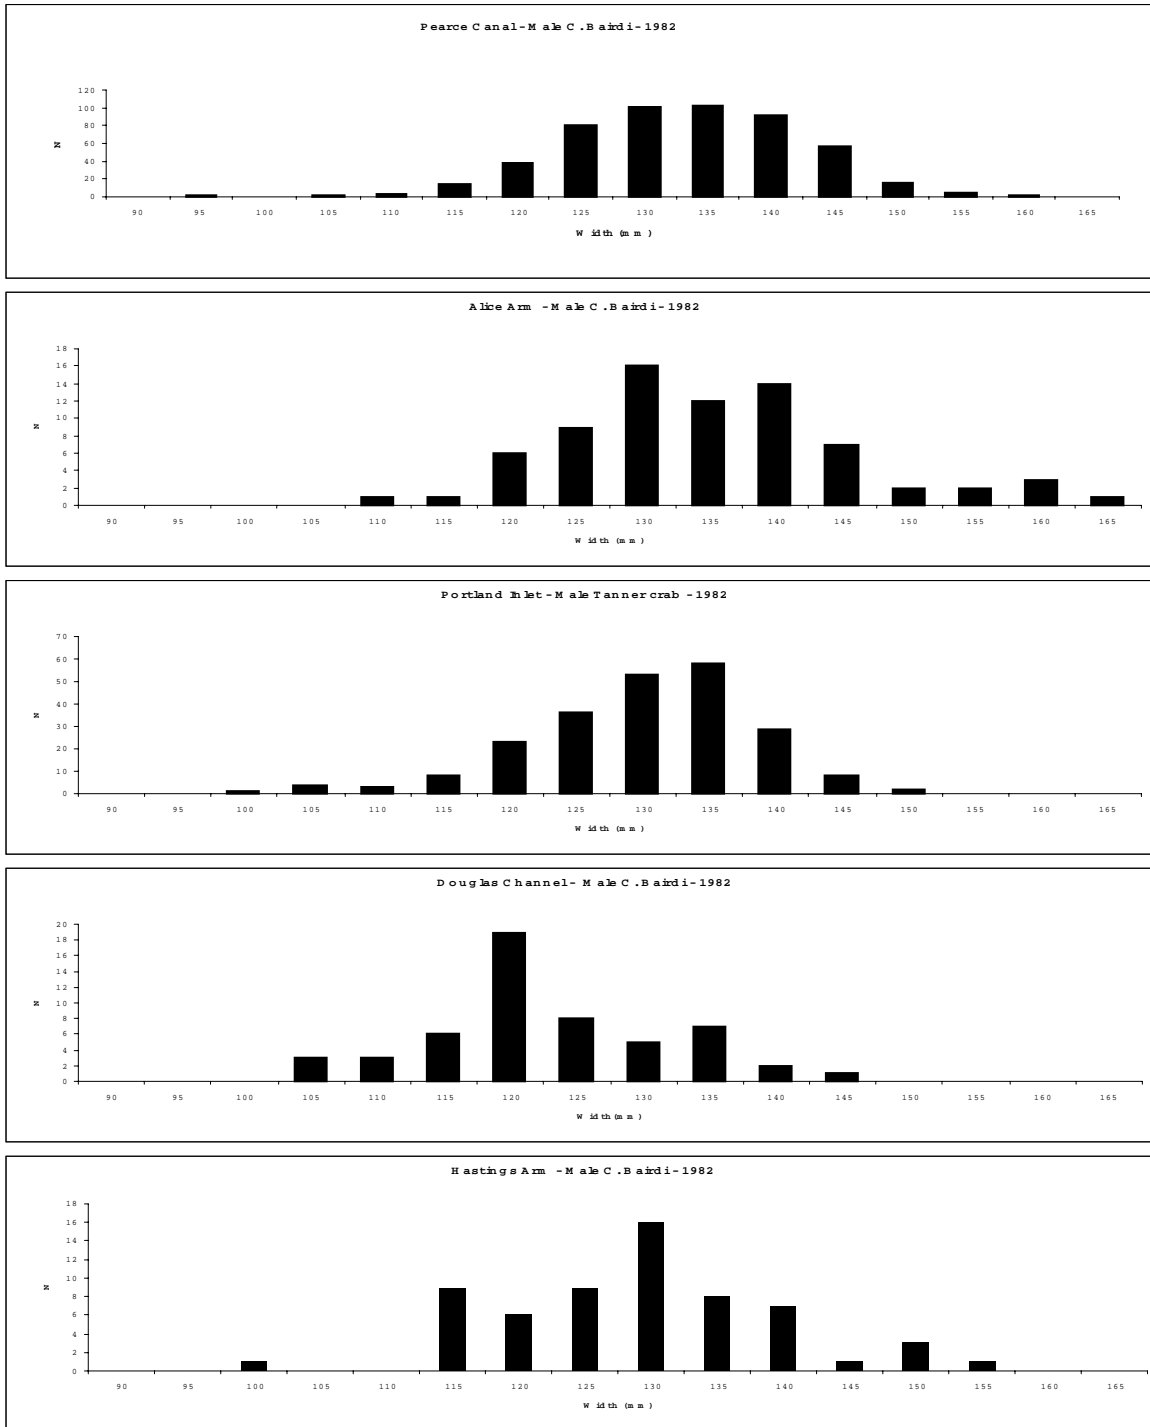 Pearce Canal - Male C. Bairdi - 1982
120
100
80
60
40
20
0
N
90 95 100 105 110 115 120 125 130 135 140 145 150 155 160 165
Width (mm)
Alice Arm - Male C. Bairdi - 1982
18
16
14
12
10
8
6
4
2
0
N
90 95 100 105 110 115 120 125 130 135 140 145 150 155 160 165
Width (mm)
Portland Inlet - Male Tanner crab - 1982
70
60
50
40
30
20
10
0
N
90 95 100 105 110 115 120 125 130 135 140 145 150 155 160 165
Width (mm)
Douglas Channel - Male C. Bairdi - 1982
20
18
16
14
12
10
8
6
4
2
0
N
90 95 100 105 110 115 120 125 130 135 140 145 150 155 160 165
Width (mm)
Hastings Arm - Male C. Bairdi - 1982
18
16
14
12
10
8
6
4
2
0
N
90 95 100 105 110 115 120 125 130 135 140 145 150 155 160 165
Width (mm)